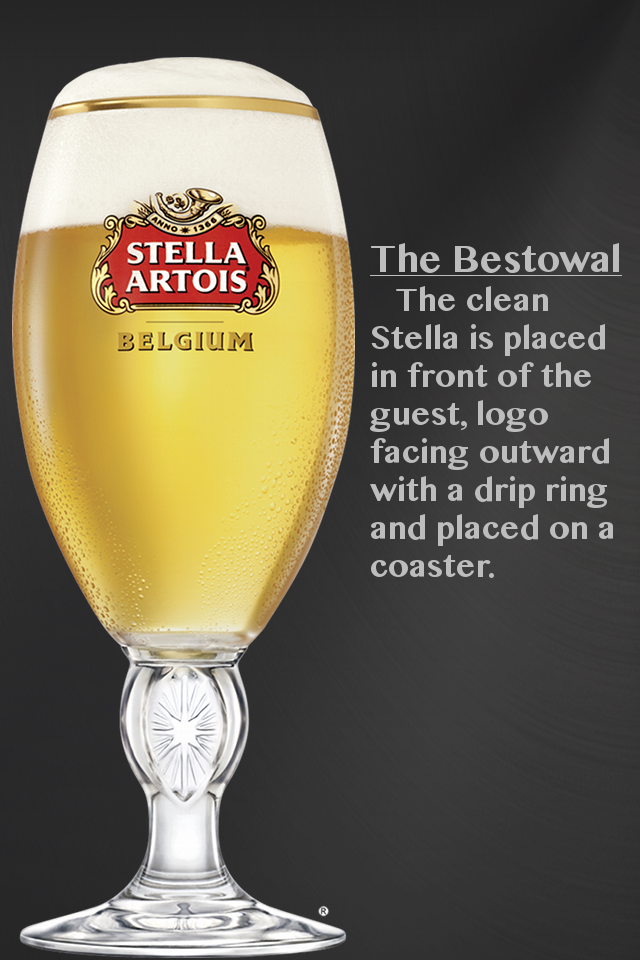 ANNO ★ 1366
STELLA
ARTOIS
BELGIUM
The Bestowal
The clean
Stella is placed
in front of the
guest, logo
facing outward
with a drip ring
and placed on a
coaster.
®